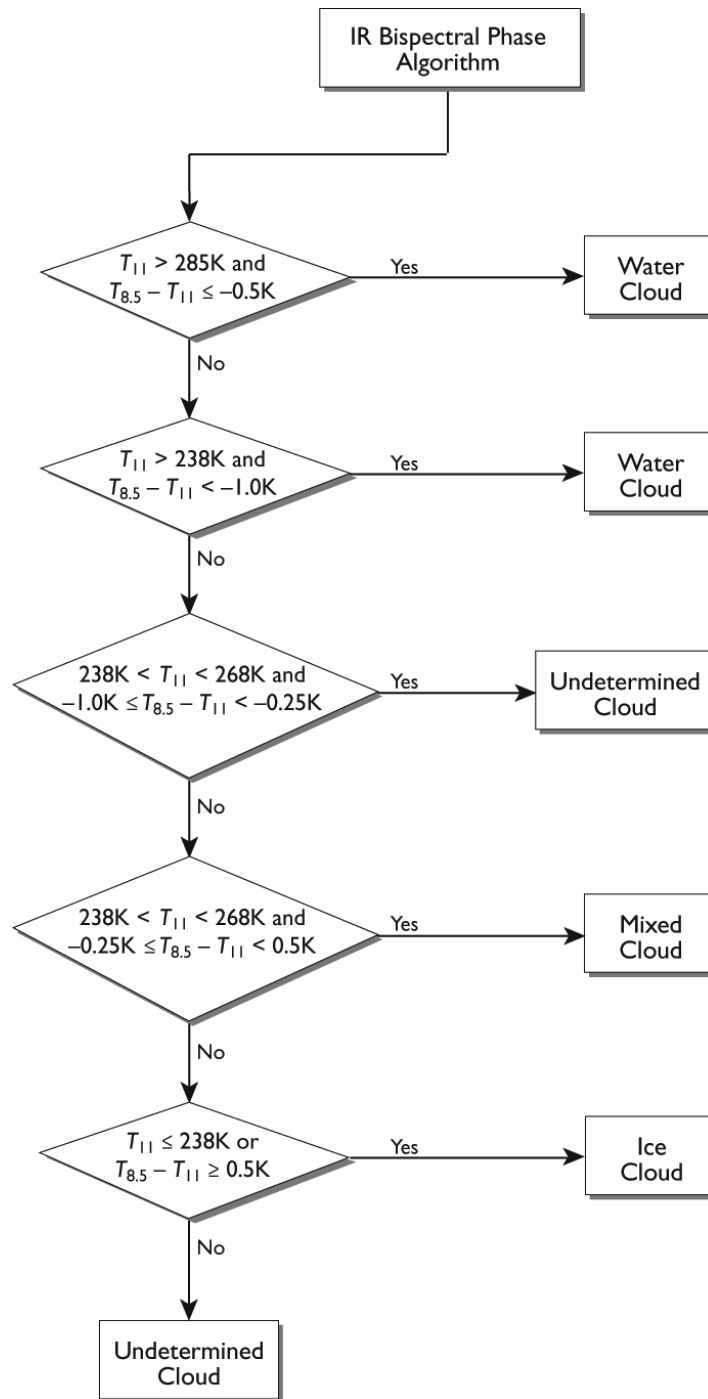 IR Bispectral Phase
Algorithm
T₁₁ > 285K and
T₈.₅ – T₁₁ ≤ –0.5K
Yes
Water
Cloud
No
T₁₁ > 238K and
T₈.₅ – T₁₁ < –1.0K
Yes
Water
Cloud
No
238K < T₁₁ < 268K and
–1.0K ≤ T₈.₅ – T₁₁ < –0.25K
Yes
Undetermined
Cloud
No
238K < T₁₁ < 268K and
–0.25K ≤ T₈.₅ – T₁₁ < 0.5K
Yes
Mixed
Cloud
No
T₁₁ ≤ 238K or
T₈.₅ – T₁₁ ≥ 0.5K
Yes
Ice
Cloud
No
Undetermined
Cloud